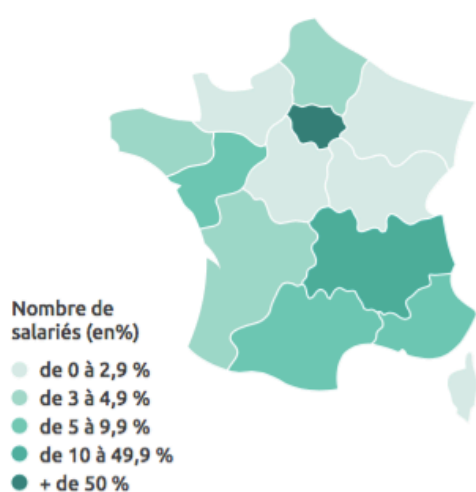 Nombre de
salariés (en%)
de 0 à 2,9 %
de 3 à 4,9 %
de 5 à 9,9 %
de 10 à 49,9 %
+ de 50 %